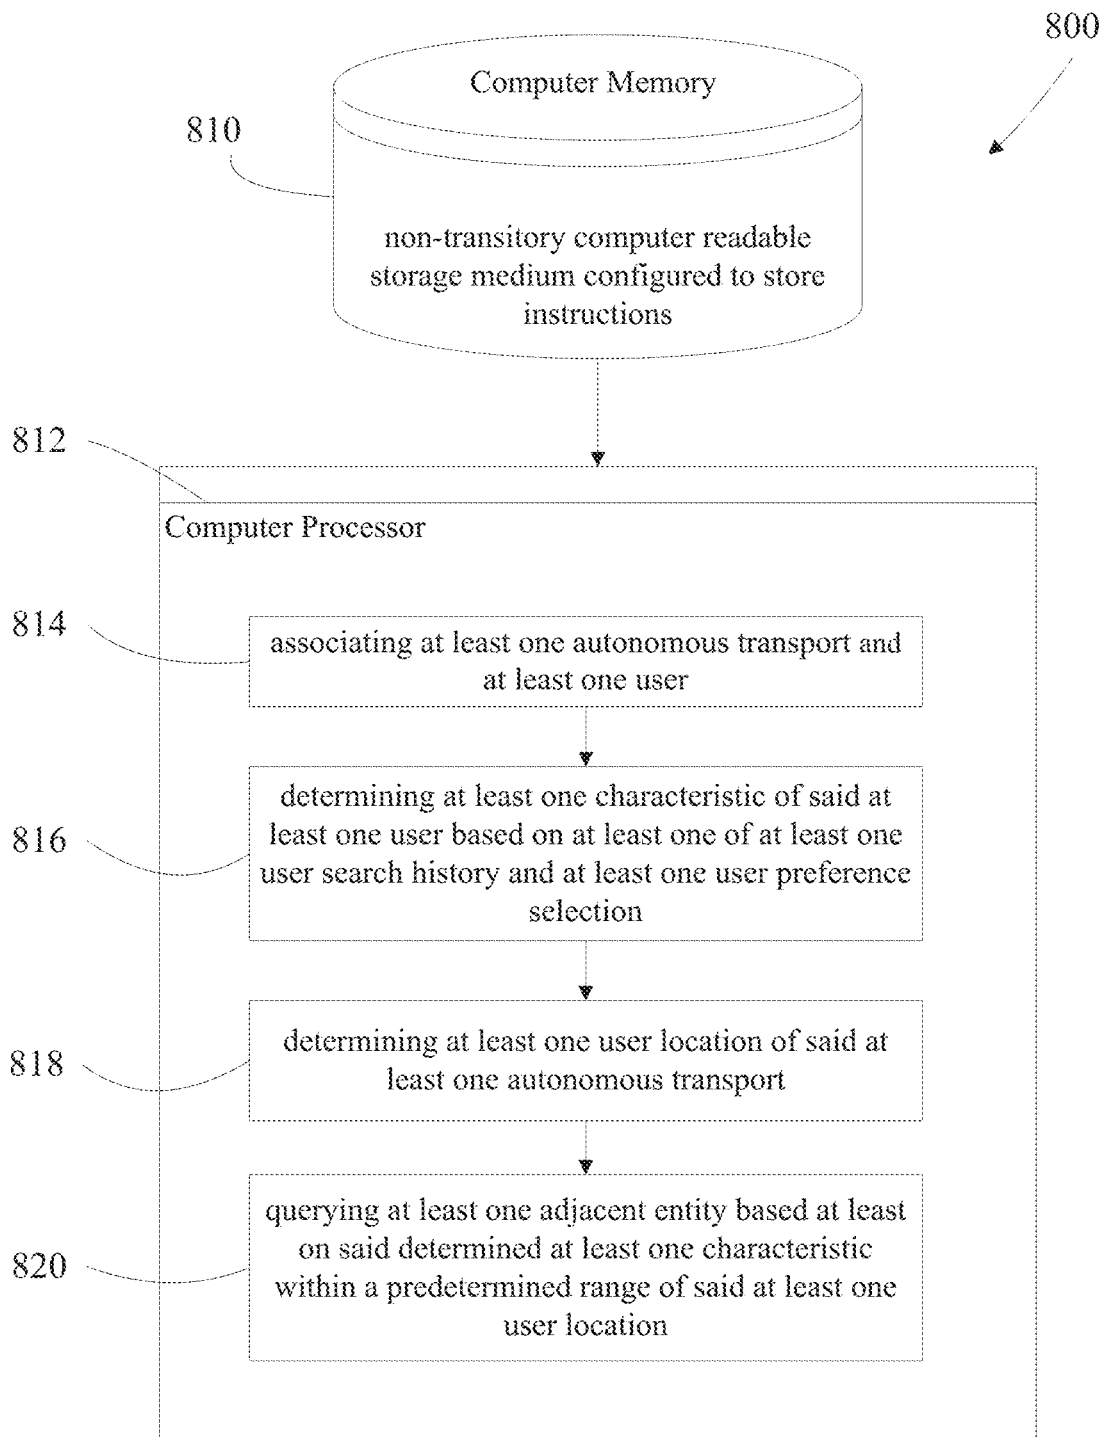 800
Computer Memory
810
non-transitory computer readable
storage medium configured to store
instructions
812
Computer Processor
814
associating at least one autonomous transport and
at least one user
816
determining at least one characteristic of said at
least one user based on at least one of at least one
user search history and at least one user preference
selection
818
determining at least one user location of said at
least one autonomous transport
820
querying at least one adjacent entity based at least
on said determined at least one characteristic
within a predetermined range of said at least one
user location